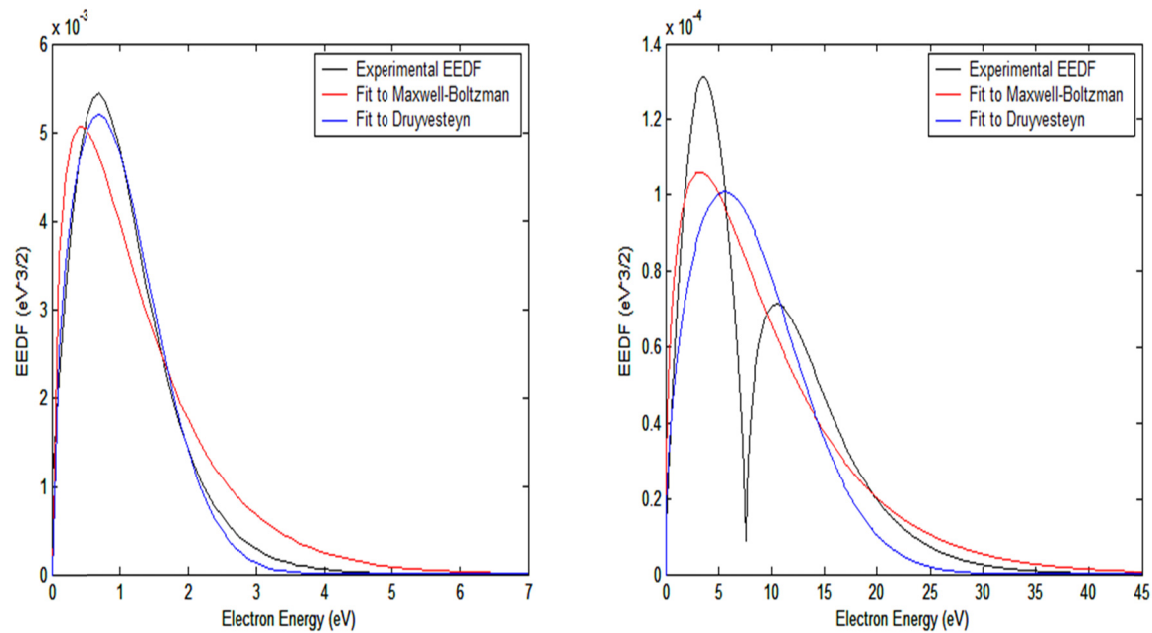 x 10^-3
6
5
4
3
2
1
0
0 1 2 3 4 5 6 7
EEDF (eV^3/2)
Electron Energy (eV)
Experimental EEDF
Fit to Maxwell-Boltzman
Fit to Druyvesteyn
x 10^-4
1.4
1.2
1
0.8
0.6
0.4
0.2
0
0 5 10 15 20 25 30 35 40 45
EEDF (eV^3/2)
Electron Energy (eV)
Experimental EEDF
Fit to Maxwell-Boltzman
Fit to Druyvesteyn